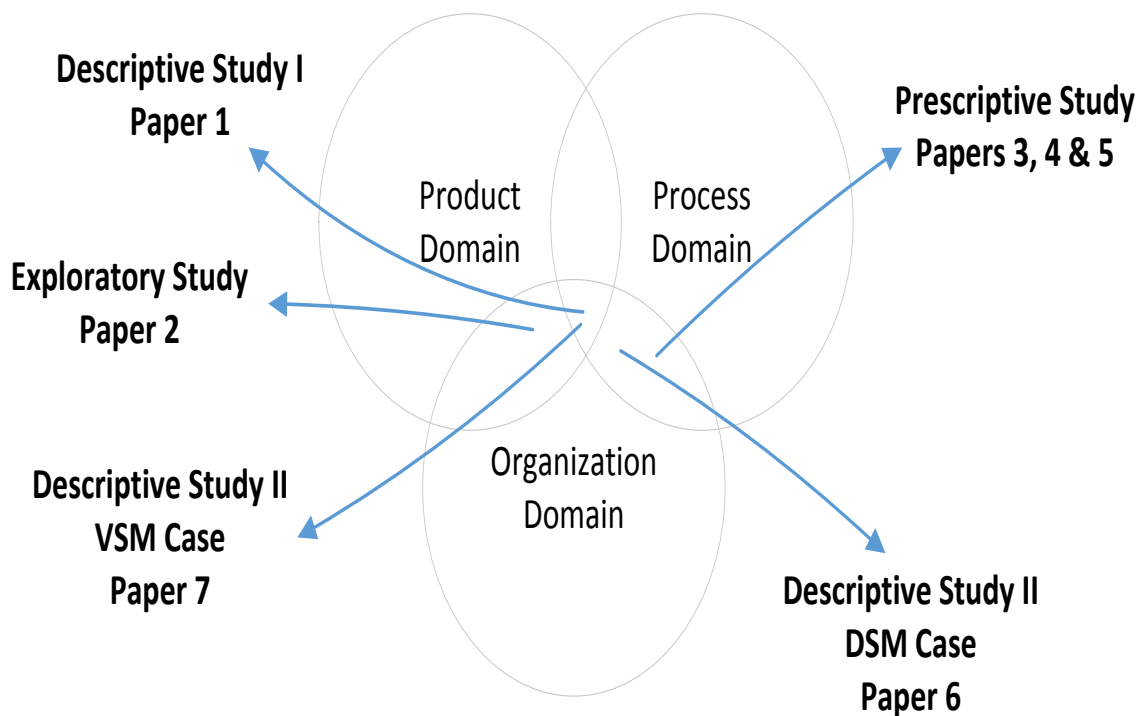 Descriptive Study I
Paper 1
Prescriptive Study
Papers 3, 4 & 5
Product
Domain
Process
Domain
Exploratory Study
Paper 2
Organization
Domain
Descriptive Study II
VSM Case
Paper 7
Descriptive Study II
DSM Case
Paper 6